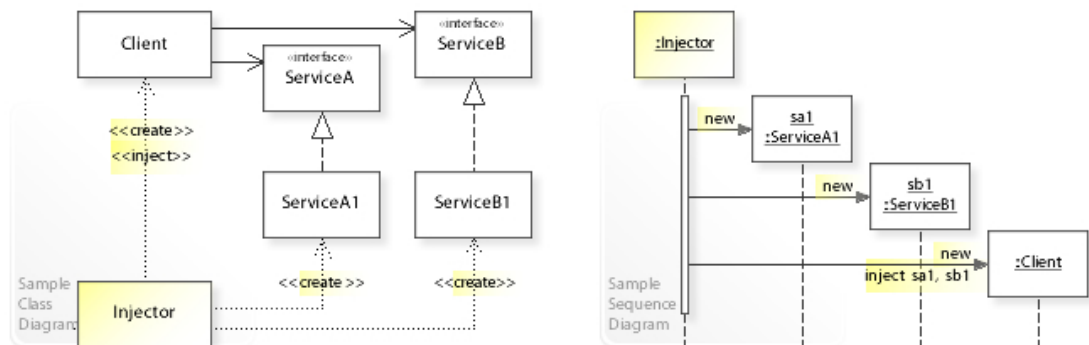 Client
«interface»
ServiceB
«interface»
ServiceA
<<create>>
<<inject>>
ServiceA1
ServiceB1
<<create >>
<<create>>
Injector
Sample
Class
Diagram
:Injector
new
sa1
:ServiceA1
new
sb1
:ServiceB1
new
inject sa1, sb1
:Client
Sample
Sequence
Diagram